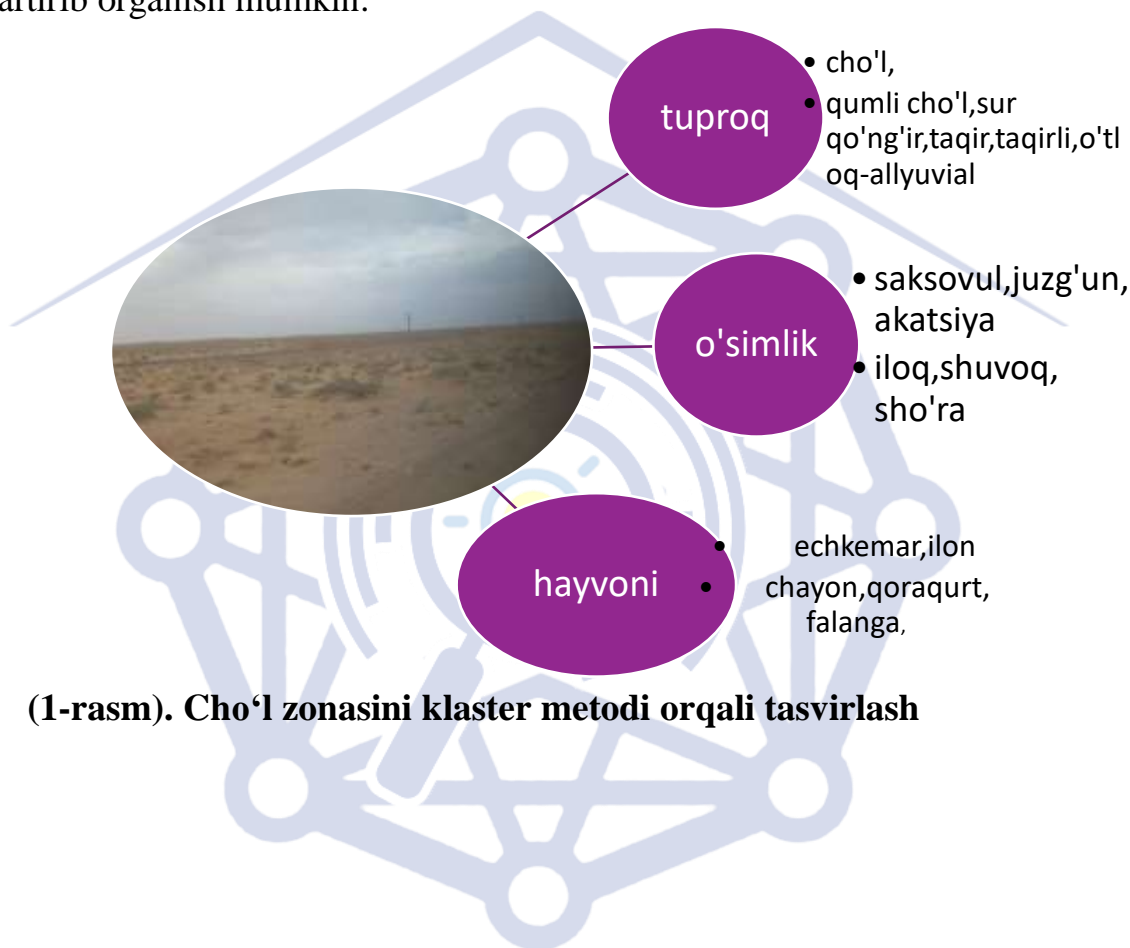 artirib organish mumkin.
tuproq
• cho'l,
• qumli cho'l,sur
qo'ng'ir,taqir,taqirli,o'tl
oq-allyuvial
o'simlik
• saksovul,juzg'un,
akatsiya
• iloq,shuvoq,
sho'ra
hayvoni
• echkemar,ilon
• chayon,qoraqurt,
falanga,
(1-rasm). Cho‘l zonasini klaster metodi orqali tasvirlash